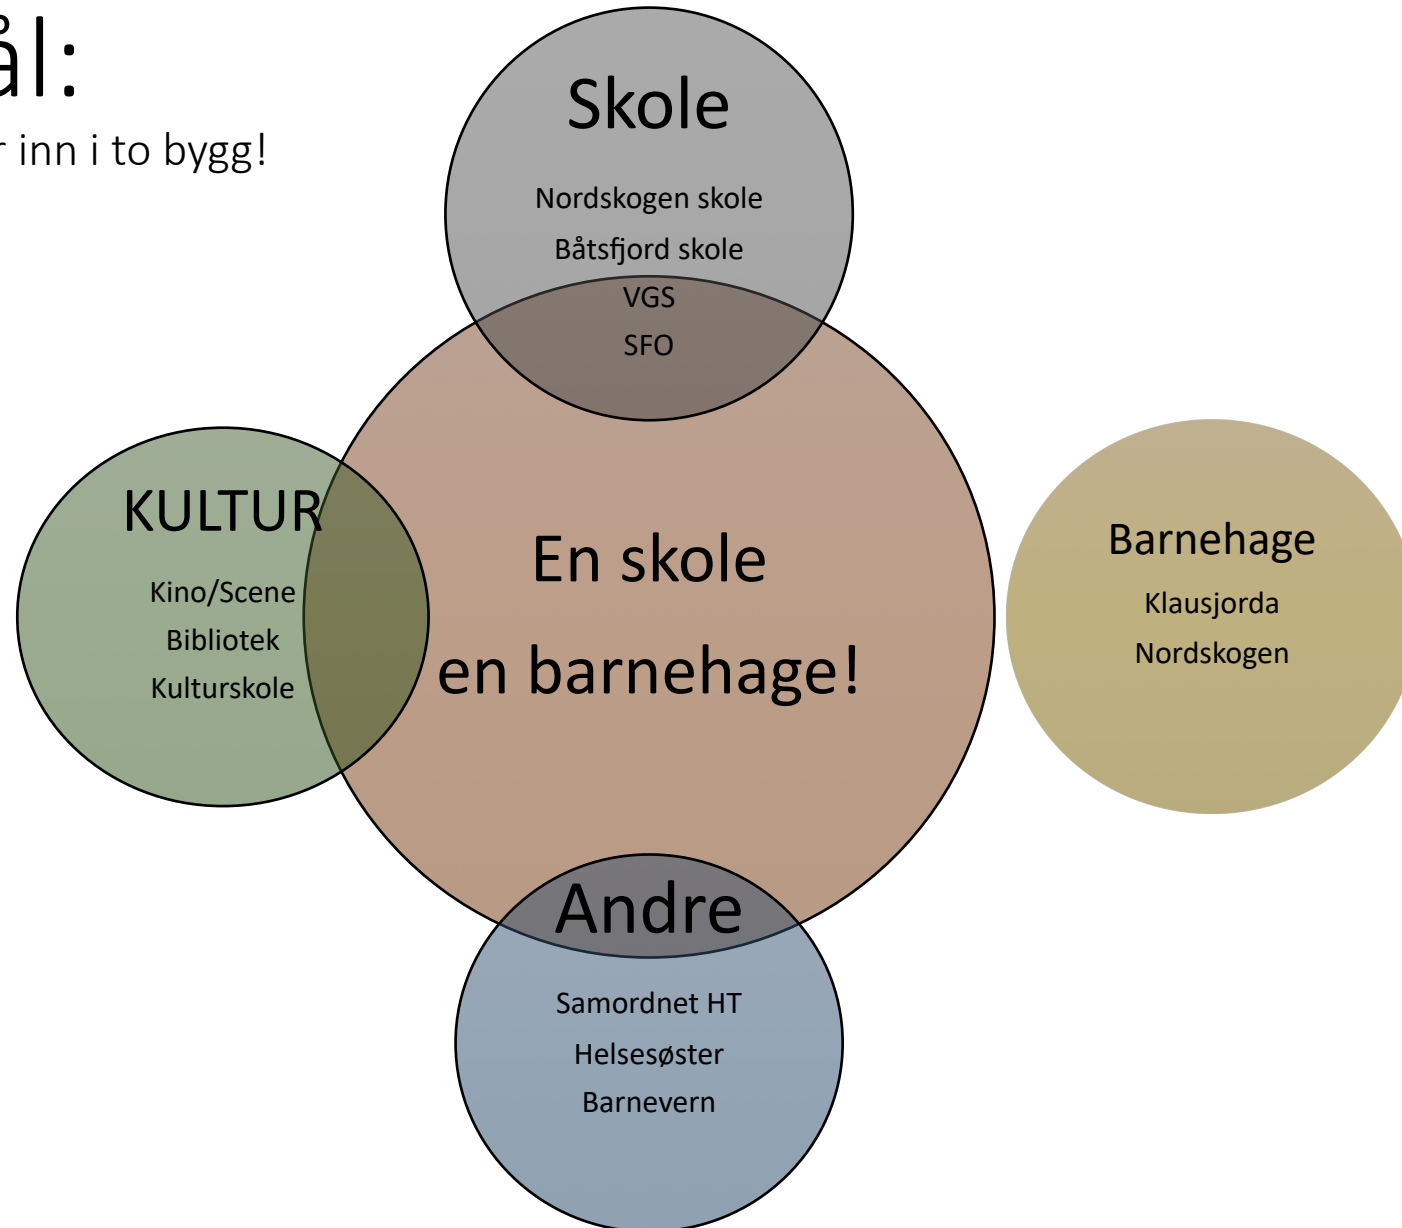 ål:
r inn i to bygg!
Skole
Nordskogen skole
Båtsfjord skole
VGS
SFO
KULTUR
Kino/Scene
Bibliotek
Kulturskole
En skole
en barnehage!
Barnehage
Klausjorda
Nordskogen
Andre
Samordnet HT
Helsesøster
Barnevern